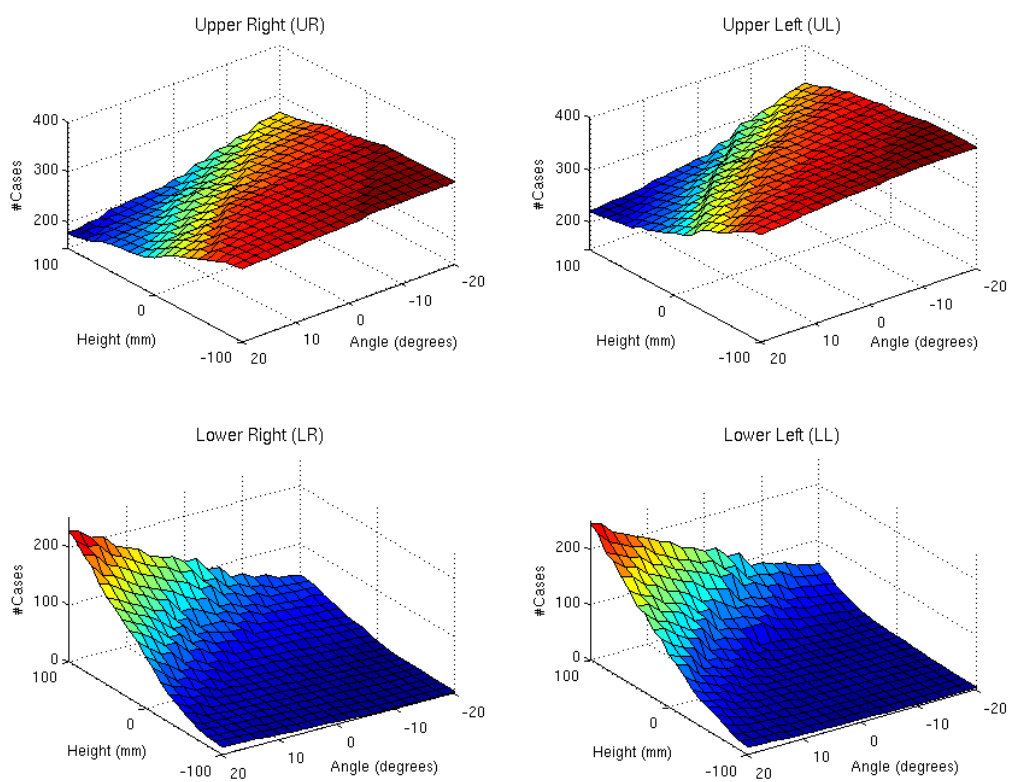 Upper Right (UR)
400
300
200
#Cases
100
0
-100
Height (mm)
20
10
0
-10
-20
Angle (degrees)
Upper Left (UL)
400
300
200
#Cases
100
0
-100
Height (mm)
20
10
0
-10
-20
Angle (degrees)
Lower Right (LR)
200
100
0
#Cases
100
0
-100
Height (mm)
20
10
0
-10
-20
Angle (degrees)
Lower Left (LL)
200
100
0
#Cases
100
0
-100
Height (mm)
20
10
0
-10
-20
Angle (degrees)